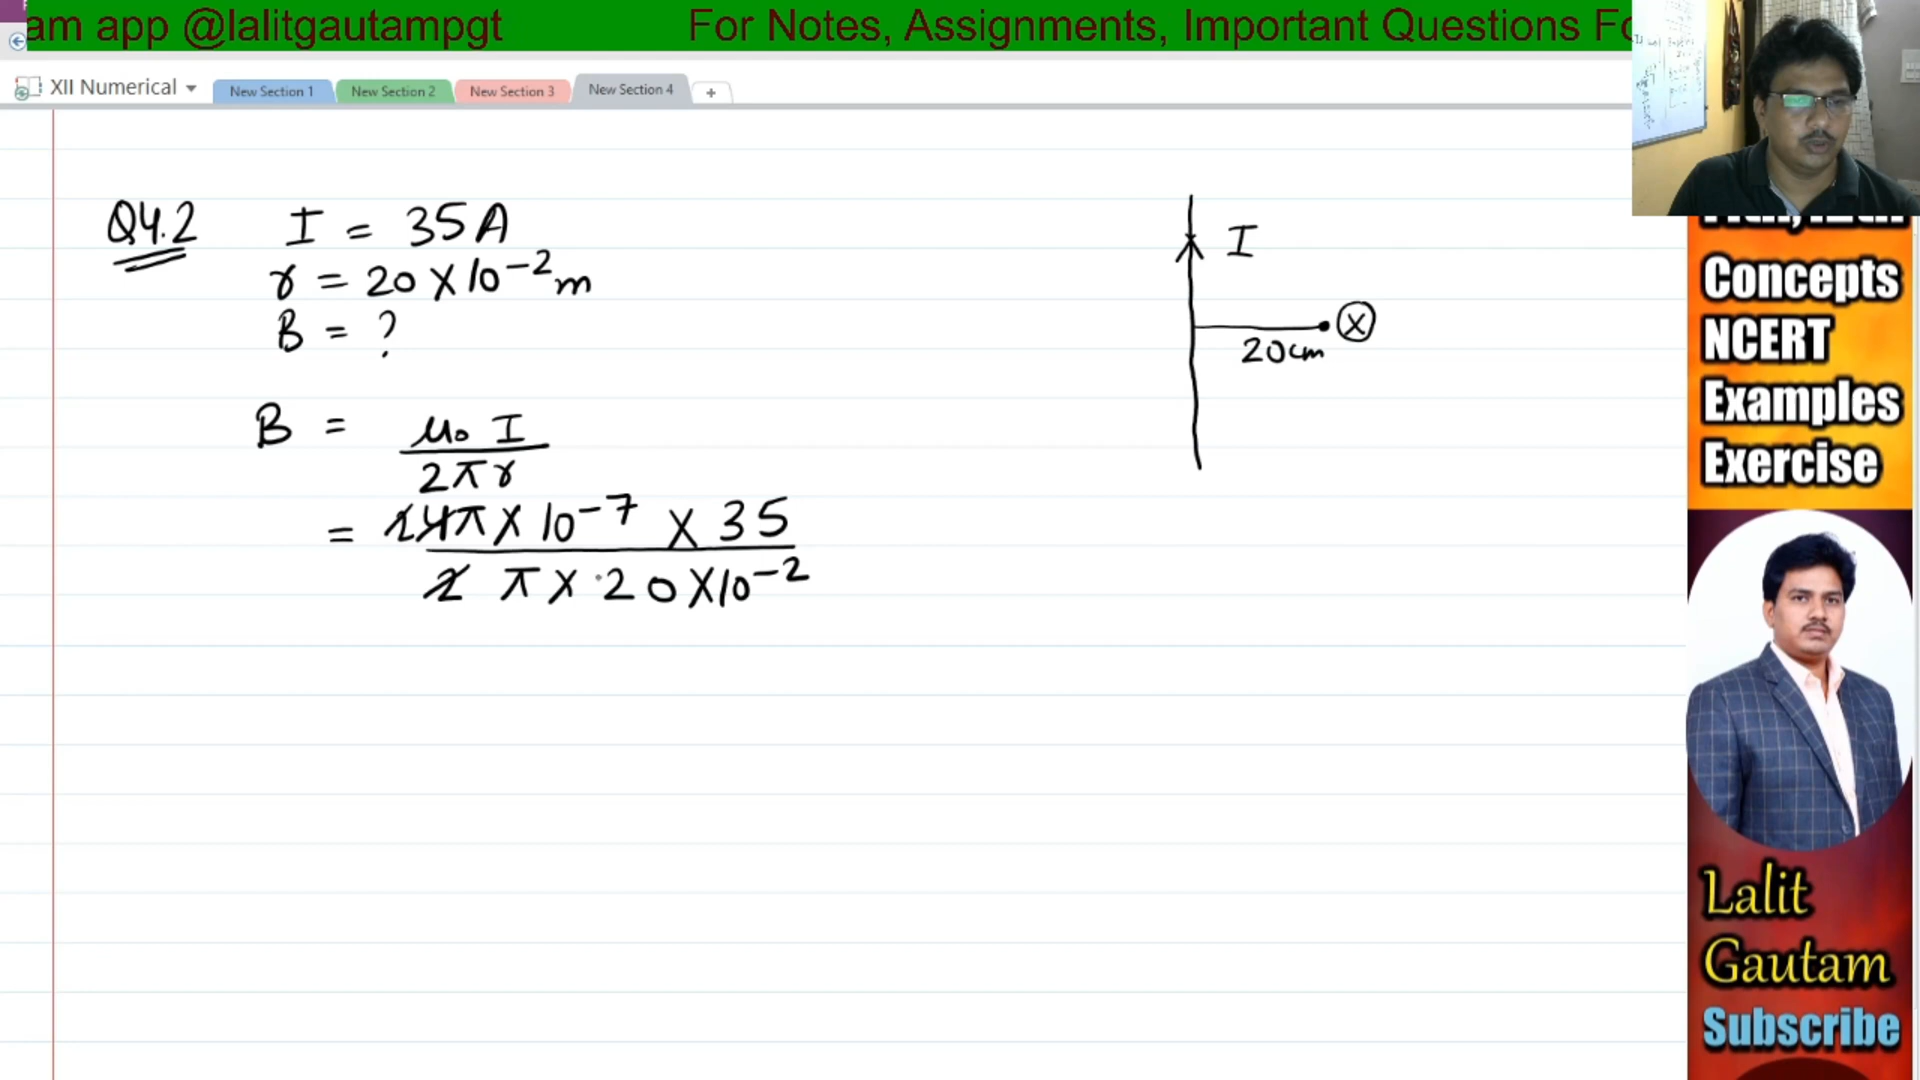 am app @lalitgautampgt For Notes, Assignments, Important Questions Fo
XII Numerical New Section 1 New Section 2 New Section 3 New Section 4 +
Q4.2 I = 35A
r = 20 X 10⁻² m
B = ?
I
20cm X
B = μ₀ I / 2πr
= 2 4π X 10⁻⁷ X 35 / 2 π X 20 X 10⁻²
Concepts
NCERT
Examples
Exercise
Lalit
Gautam
Subscribe